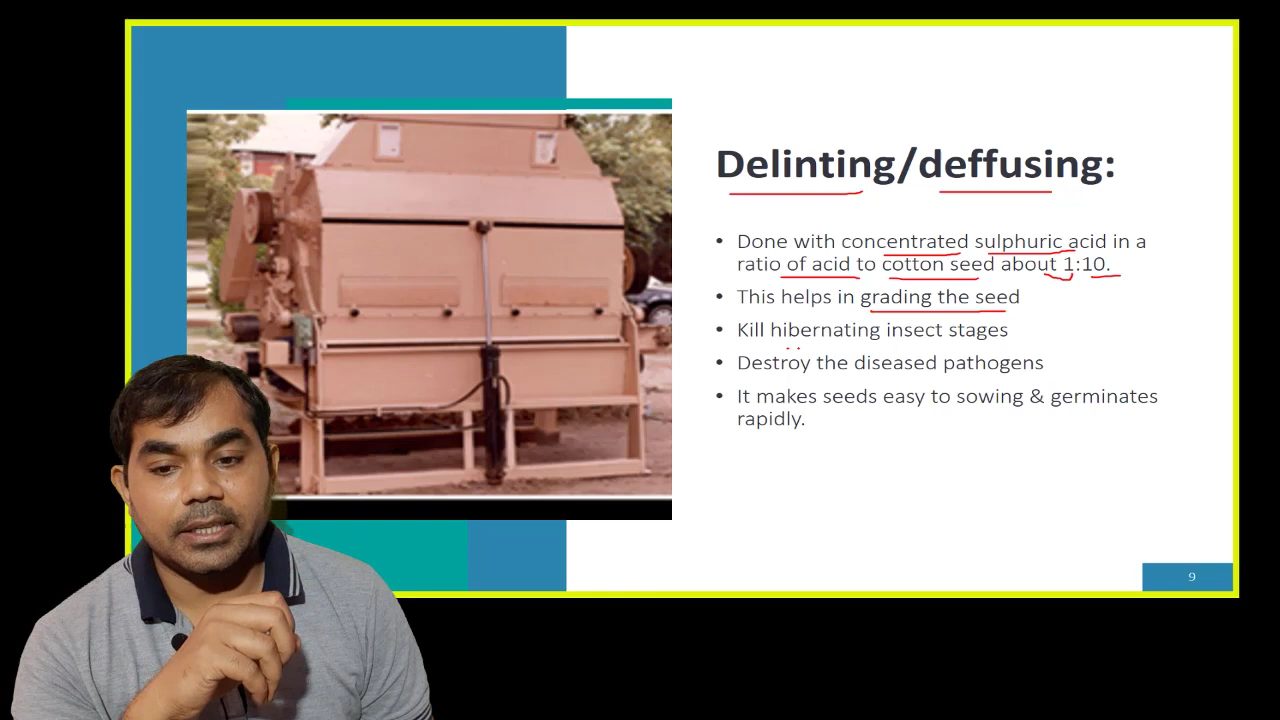 Delinting/deffusing:
• Done with concentrated sulphuric acid in a
ratio of acid to cotton seed about 1:10.
• This helps in grading the seed
• Kill hibernating insect stages
• Destroy the diseased pathogens
• It makes seeds easy to sowing & germinates
rapidly.
9